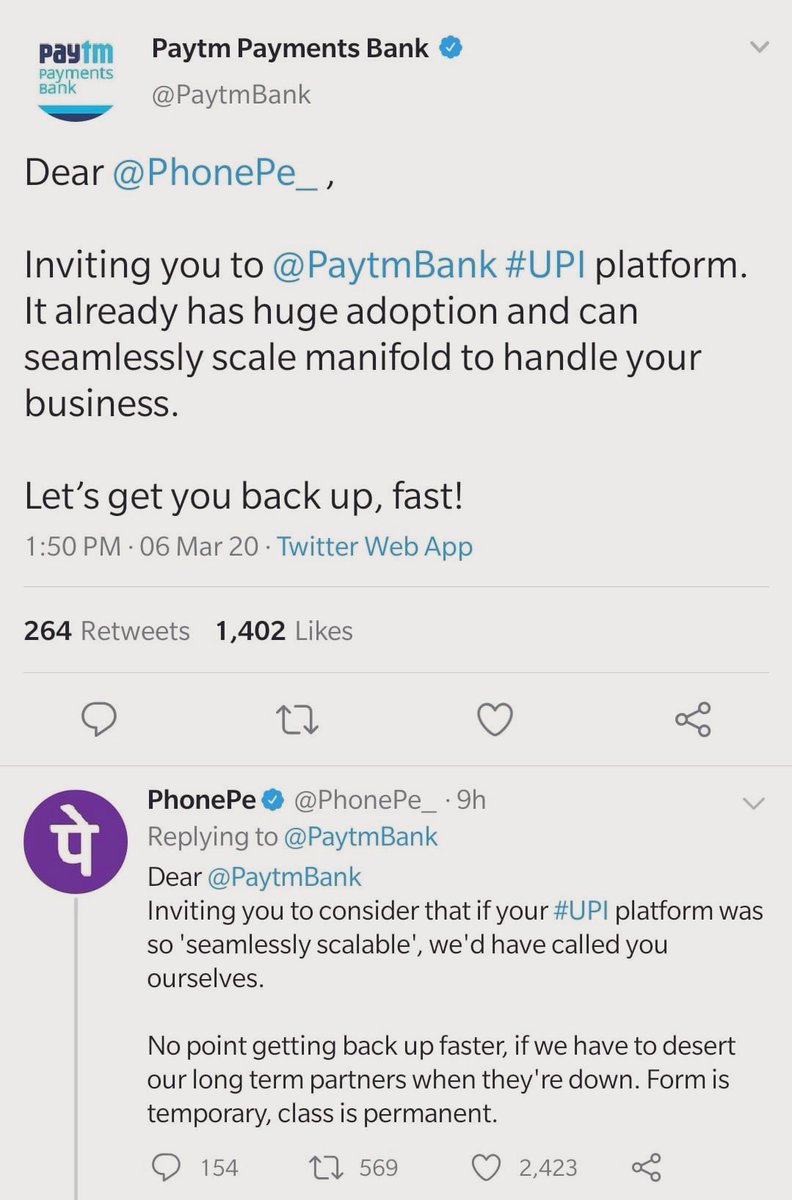 paytm
Payments
Bank
Paytm Payments Bank
@PaytmBank
Dear @PhonePe_ ,
Inviting you to @PaytmBank #UPI platform.
It already has huge adoption and can
seamlessly scale manifold to handle your
business.
Let’s get you back up, fast!
1:50 PM · 06 Mar 20 · Twitter Web App
264 Retweets 1,402 Likes
पे
PhonePe @PhonePe_ · 9h
Replying to @PaytmBank
Dear @PaytmBank
Inviting you to consider that if your #UPI platform was
so 'seamlessly scalable', we'd have called you
ourselves.
No point getting back up faster, if we have to desert
our long term partners when they're down. Form is
temporary, class is permanent.
154 569 2,423